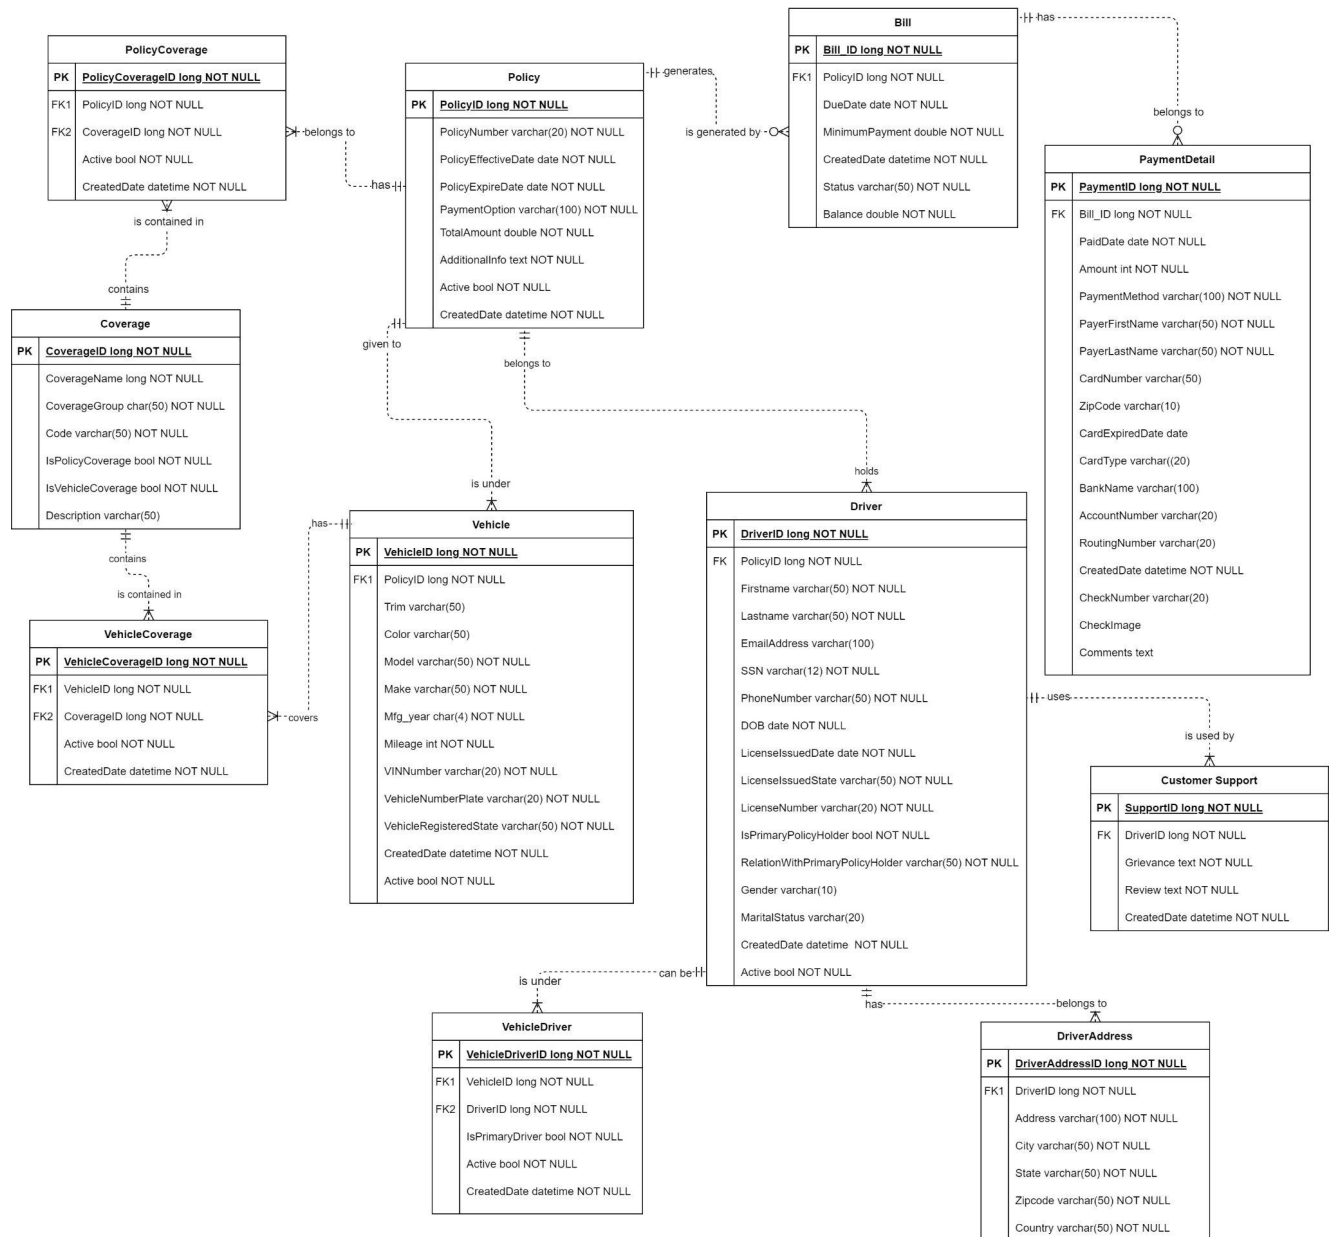 PolicyCoverage
PK PolicyCoverageID long NOT NULL
FK1 PolicyID long NOT NULL
FK2 CoverageID long NOT NULL
Active bool NOT NULL
CreatedDate datetime NOT NULL
belongs to
has
is contained in
contains
Policy
PK PolicyID long NOT NULL
PolicyNumber varchar(20) NOT NULL
PolicyEffectiveDate date NOT NULL
PolicyExpireDate date NOT NULL
PaymentOption varchar(100) NOT NULL
TotalAmount double NOT NULL
AdditionalInfo text NOT NULL
Active bool NOT NULL
CreatedDate datetime NOT NULL
generates
is generated by
Bill
PK Bill_ID long NOT NULL
FK1 PolicyID long NOT NULL
DueDate date NOT NULL
MinimumPayment double NOT NULL
CreatedDate datetime NOT NULL
Status varchar(50) NOT NULL
Balance double NOT NULL
has
belongs to
PaymentDetail
PK PaymentID long NOT NULL
FK Bill_ID long NOT NULL
PaidDate date NOT NULL
Amount int NOT NULL
PaymentMethod varchar(100) NOT NULL
PayerFirstName varchar(50) NOT NULL
PayerLastName varchar(50) NOT NULL
CardNumber varchar(50)
ZipCode varchar(10)
CardExpiredDate date
CardType varchar((20)
BankName varchar(100)
AccountNumber varchar(20)
RoutingNumber varchar(20)
CreatedDate datetime NOT NULL
CheckNumber varchar(20)
CheckImage
Comments text
Coverage
PK CoverageID long NOT NULL
CoverageName long NOT NULL
CoverageGroup char(50) NOT NULL
Code varchar(50) NOT NULL
IsPolicyCoverage bool NOT NULL
IsVehicleCoverage bool NOT NULL
Description varchar(50)
contains
is contained in
given to
is under
belongs to
holds
VehicleCoverage
PK VehicleCoverageID long NOT NULL
FK1 VehicleID long NOT NULL
FK2 CoverageID long NOT NULL
Active bool NOT NULL
CreatedDate datetime NOT NULL
has
covers
Vehicle
PK VehicleID long NOT NULL
FK1 PolicyID long NOT NULL
Trim varchar(50)
Color varchar(50)
Model varchar(50) NOT NULL
Make varchar(50) NOT NULL
Mfg_year char(4) NOT NULL
Mileage int NOT NULL
VINNumber varchar(20) NOT NULL
VehicleNumberPlate varchar(20) NOT NULL
VehicleRegisteredState varchar(50) NOT NULL
CreatedDate datetime NOT NULL
Active bool NOT NULL
Driver
PK DriverID long NOT NULL
FK PolicyID long NOT NULL
Firstname varchar(50) NOT NULL
Lastname varchar(50) NOT NULL
EmailAddress varchar(100)
SSN varchar(12) NOT NULL
PhoneNumber varchar(50) NOT NULL
DOB date NOT NULL
LicenseIssuedDate date NOT NULL
LicenseIssuedState varchar(50) NOT NULL
LicenseNumber varchar(20) NOT NULL
IsPrimaryPolicyHolder bool NOT NULL
RelationWithPrimaryPolicyHolder varchar(50) NOT NULL
Gender varchar(10)
MaritalStatus varchar(20)
CreatedDate datetime NOT NULL
Active bool NOT NULL
uses
is used by
Customer Support
PK SupportID long NOT NULL
FK DriverID long NOT NULL
Grievance text NOT NULL
Review text NOT NULL
CreatedDate datetime NOT NULL
can be
is under
has
belongs to
VehicleDriver
PK VehicleDriverID long NOT NULL
FK1 VehicleID long NOT NULL
FK2 DriverID long NOT NULL
IsPrimaryDriver bool NOT NULL
Active bool NOT NULL
CreatedDate datetime NOT NULL
DriverAddress
PK DriverAddressID long NOT NULL
FK1 DriverID long NOT NULL
Address varchar(100) NOT NULL
City varchar(50) NOT NULL
State varchar(50) NOT NULL
Zipcode varchar(50) NOT NULL
Country varchar(50) NOT NULL